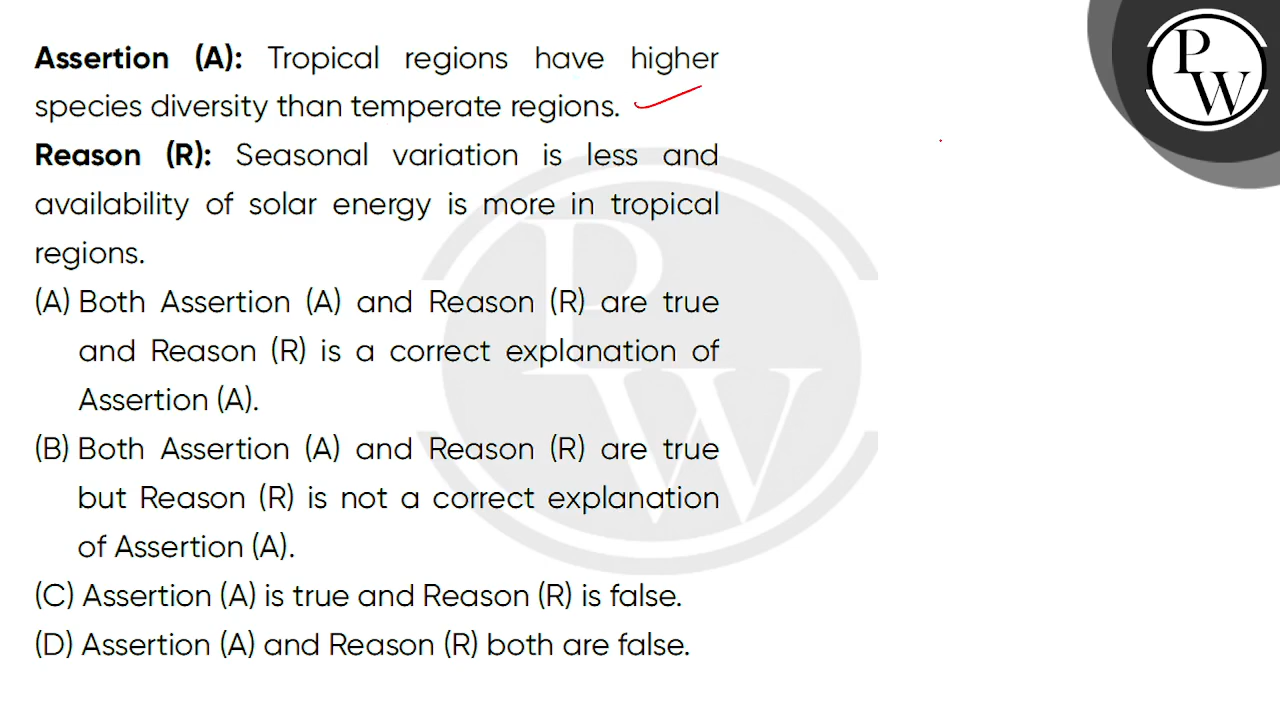 Assertion (A): Tropical regions have higher
species diversity than temperate regions.
Reason (R): Seasonal variation is less and
availability of solar energy is more in tropical
regions.
(A) Both Assertion (A) and Reason (R) are true
and Reason (R) is a correct explanation of
Assertion (A).
(B) Both Assertion (A) and Reason (R) are true
but Reason (R) is not a correct explanation
of Assertion (A).
(C) Assertion (A) is true and Reason (R) is false.
(D) Assertion (A) and Reason (R) both are false.
PW
PW